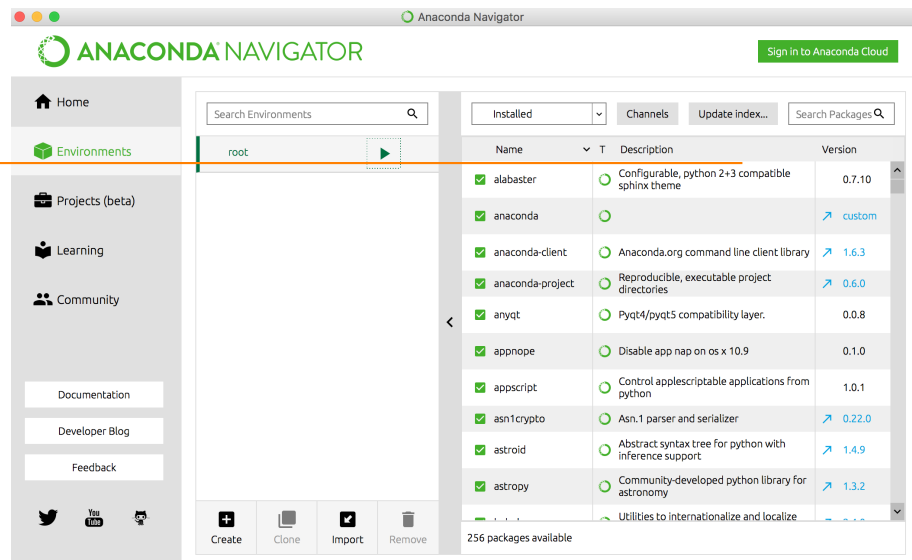 Anaconda Navigator
ANACONDA NAVIGATOR
Sign in to Anaconda Cloud
Home
Environments
Projects (beta)
Learning
Community
Documentation
Developer Blog
Feedback
You
Tube
Search Environments
root
Create
Clone
Import
Remove
Installed
Channels
Update index...
Search Packages
Name T Description Version
alabaster Configurable, python 2+3 compatible
sphinx theme 0.7.10
anaconda custom
anaconda-client Anaconda.org command line client library 1.6.3
anaconda-project Reproducible, executable project
directories 0.6.0
anyqt Pyqt4/pyqt5 compatibility layer. 0.0.8
appnope Disable app nap on os x 10.9 0.1.0
appscript Control applescriptable applications from
python 1.0.1
asn1crypto Asn.1 parser and serializer 0.22.0
astroid Abstract syntax tree for python with
inference support 1.4.9
astropy Community-developed python library for
astronomy 1.3.2
Utilities to internationalize and localize
256 packages available